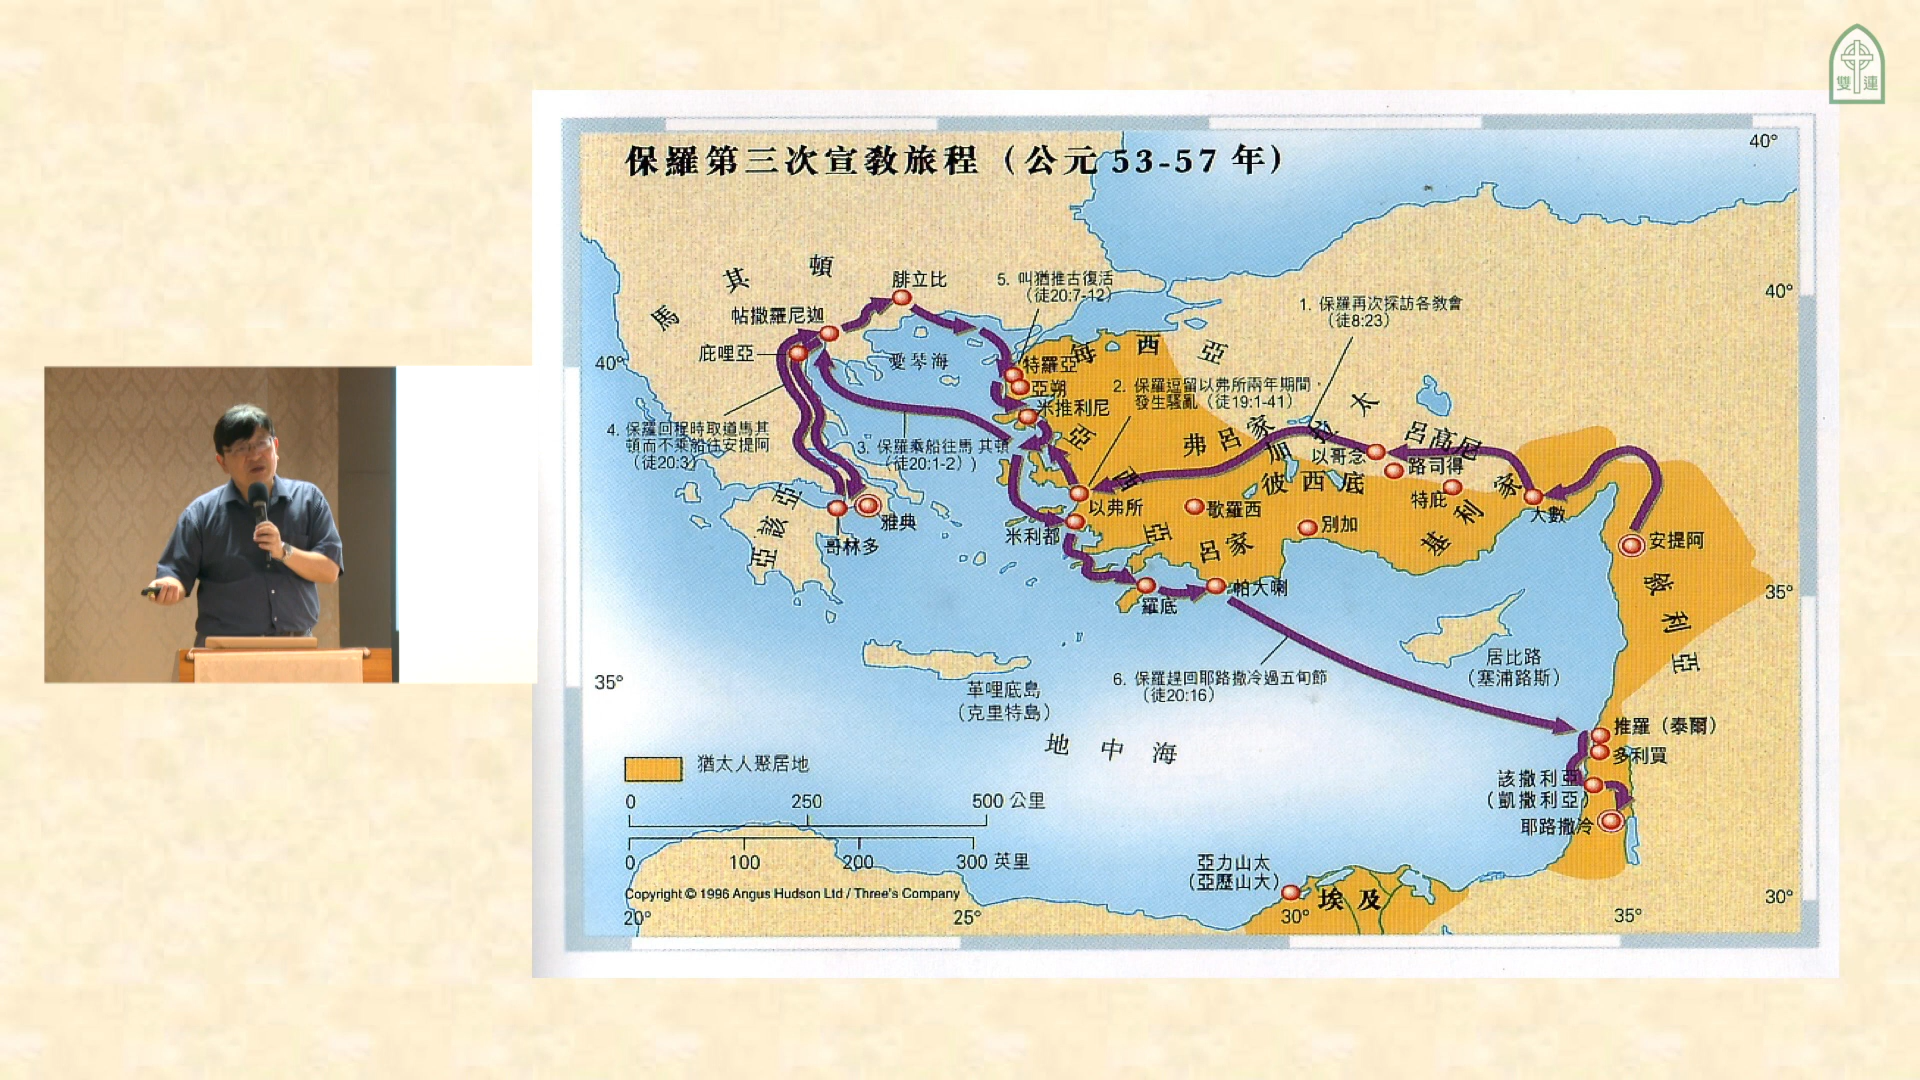 雙連
保羅第三次宣教旅程（公元 53-57 年）
40°
馬其頓
腓立比
5. 叫猶推古復活
（徒20:7-12）
1. 保羅再次探訪各教會
（徒8:23）
40°
帖撒羅尼迦
庇哩亞
愛琴海
40°
特羅亞
每西亞
亞朔
米推利尼
2. 保羅逗留以弗所兩年期間，
發生騷亂（徒19:1-41）
4. 保羅回程時取道馬其
頓而不乘船往安提阿
（徒20:3）
3. 保羅乘船往馬 其頓
（徒20:1-2））
亞西亞
弗呂家
加拉太
呂高尼
以哥念
路司得
彼西底
特庇
基利家
大數
安提阿
以弗所
歌羅西
別加
呂家
米利都
雅典
哥林多
亞該亞
羅底
帕大喇
敘利亞
35°
居比路
（塞浦路斯）
6. 保羅趕回耶路撒冷過五旬節
（徒20:16）
35°
革哩底島
（克里特島）
地中海
推羅（泰爾）
多利買
該撒利亞
（凱撒利亞）
耶路撒冷
猶太人聚居地
0 250 500 公里
0 100 200 300 英里
亞力山太
（亞歷山大）
埃及
Copyright © 1996 Angus Hudson Ltd / Three's Company
20° 25° 30° 35°
30°